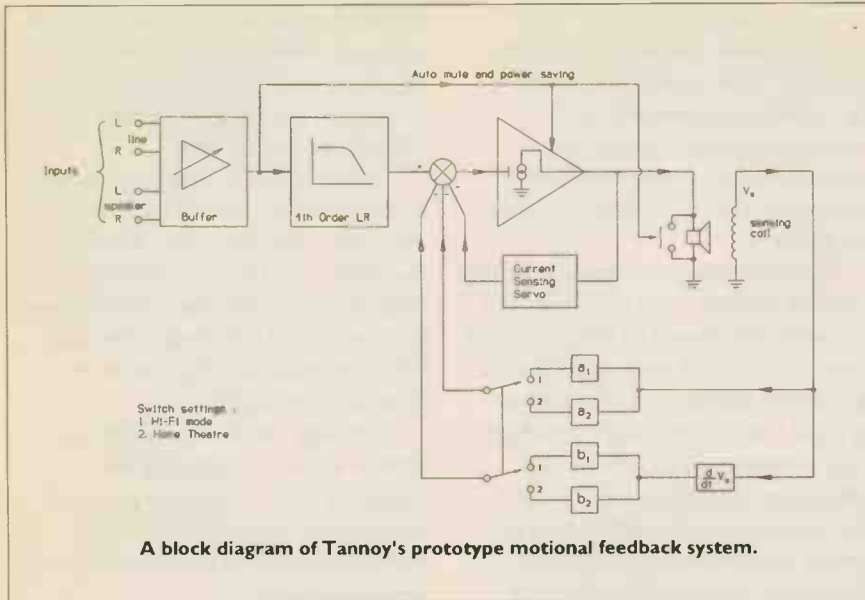 Auto mute and power saving
L
line
R
Inputs
L
speaker
R
Buffer
4th Order LR
Current
Sensing
Servo
Vs
sensing
coil
1
a1
2
a2
1
b1
2
b2
d/dt Vs
Switch settings :
1 Hi-Fi mode
2. Home Theatre
A block diagram of Tannoy's prototype motional feedback system.